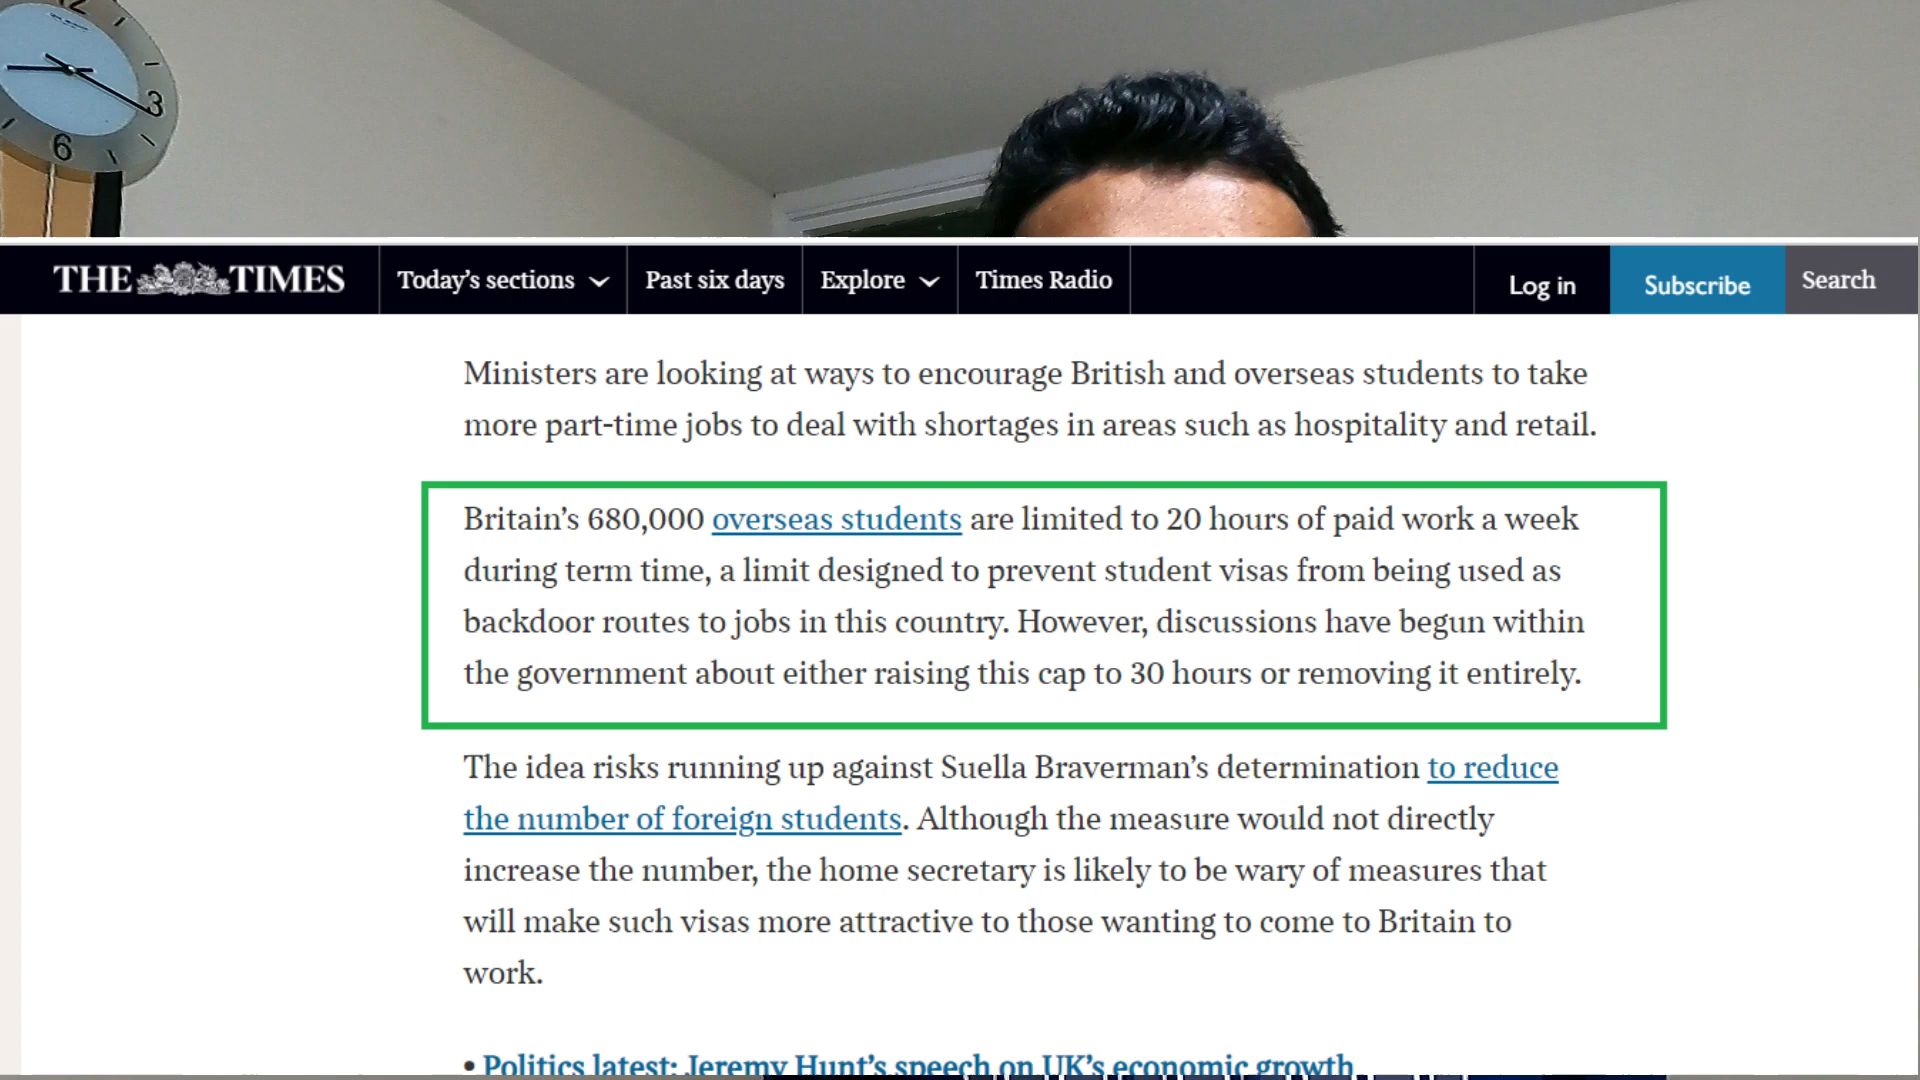 2
3
6
THE TIMES
Today's sections
Past six days
Explore
Times Radio
Log in
Subscribe
Search
Ministers are looking at ways to encourage British and overseas students to take
more part-time jobs to deal with shortages in areas such as hospitality and retail.
Britain's 680,000 overseas students are limited to 20 hours of paid work a week
during term time, a limit designed to prevent student visas from being used as
backdoor routes to jobs in this country. However, discussions have begun within
the government about either raising this cap to 30 hours or removing it entirely.
The idea risks running up against Suella Braverman's determination to reduce
the number of foreign students. Although the measure would not directly
increase the number, the home secretary is likely to be wary of measures that
will make such visas more attractive to those wanting to come to Britain to
work.
• Politics latest: Jeremy Hunt's speech on UK's economic growth